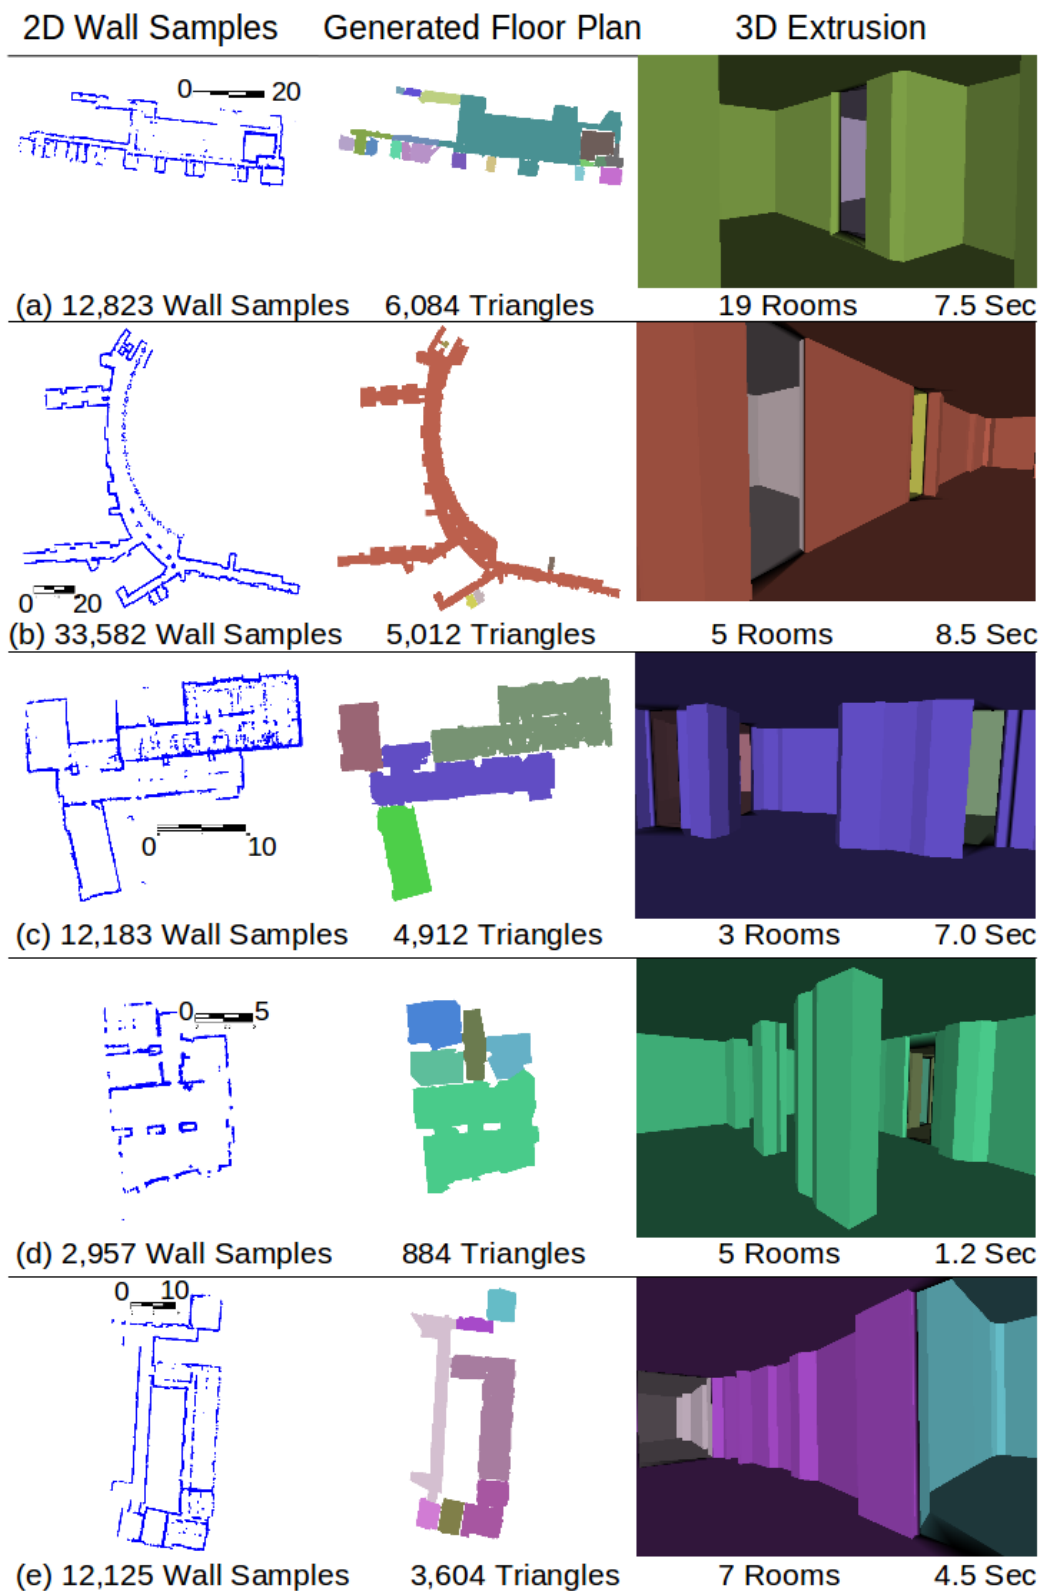 2D Wall Samples Generated Floor Plan 3D Extrusion
0 20
(a) 12,823 Wall Samples 6,084 Triangles 19 Rooms 7.5 Sec
0 20
(b) 33,582 Wall Samples 5,012 Triangles 5 Rooms 8.5 Sec
0 10
(c) 12,183 Wall Samples 4,912 Triangles 3 Rooms 7.0 Sec
0 5
(d) 2,957 Wall Samples 884 Triangles 5 Rooms 1.2 Sec
0 10
(e) 12,125 Wall Samples 3,604 Triangles 7 Rooms 4.5 Sec